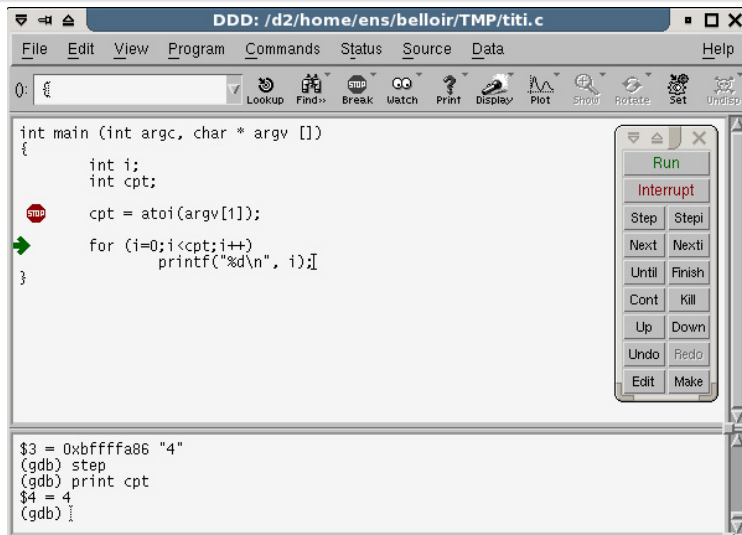 DDD: /d2/home/ens/belloir/TMP/titi.c
File Edit View Program Commands Status Source Data Help
(): {
Lookup Find>> Break Watch Print Display Plot Show Rotate Set Undisp
int main (int argc, char * argv [])
{
int i;
int cpt;
STOP cpt = atoi(argv[1]);
for (i=0;i<cpt;i++)
printf("%d\n", i);
}
Run
Interrupt
Step Stepi
Next Nexti
Until Finish
Cont Kill
Up Down
Undo Redo
Edit Make
$3 = 0xbffffa86 "4"
(gdb) step
(gdb) print cpt
$4 = 4
(gdb)